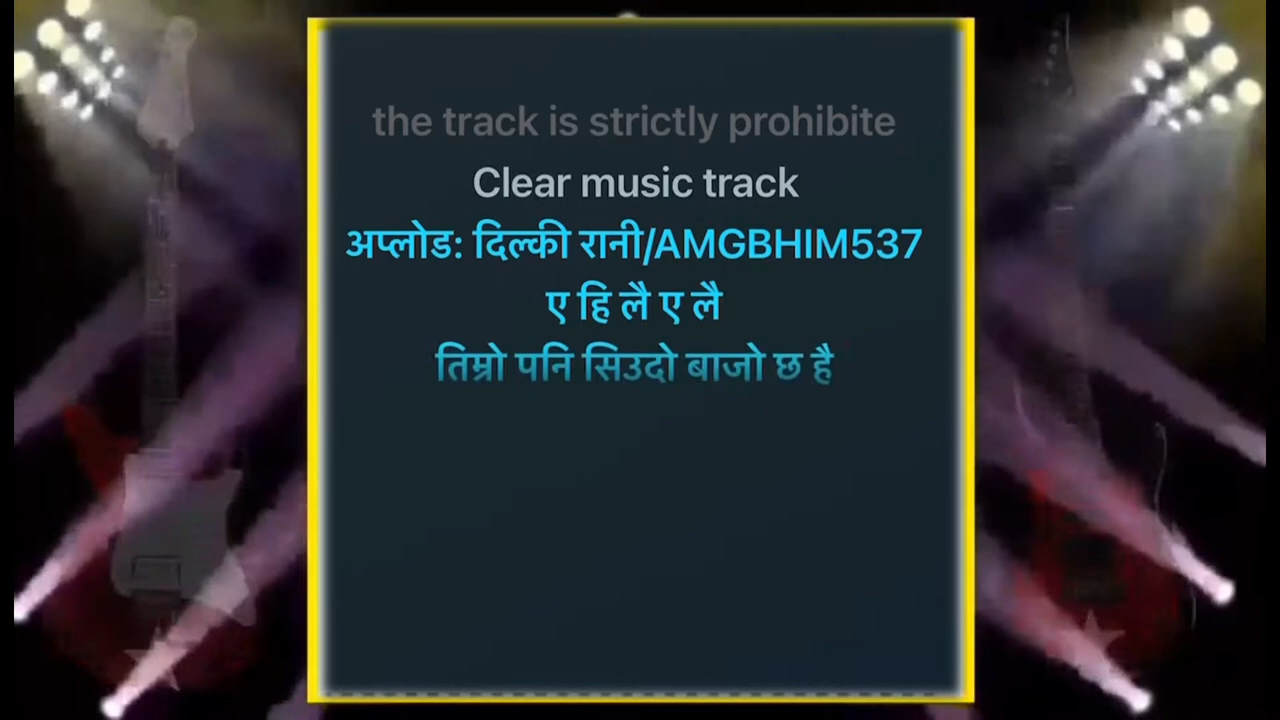 the track is strictly prohibite
Clear music track
अप्लोड: दिल्की रानी/AMGBHIM537
ए हि लै ए लै
तिम्रो पनि सिउदो बाजो छ है